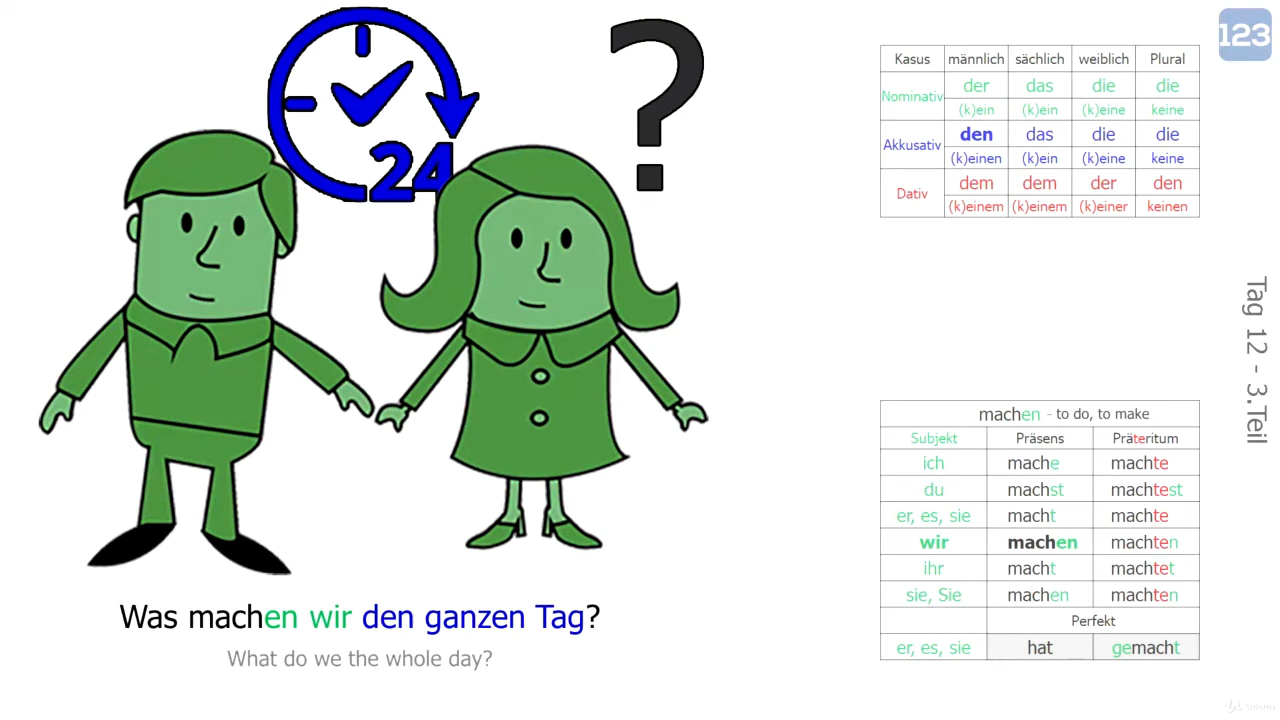 24
?
Was machen wir den ganzen Tag?
What do we the whole day?
Kasus männlich sächlich weiblich Plural
Nominativ der das die die
(k)ein (k)ein (k)eine keine
Akkusativ den das die die
(k)einen (k)ein (k)eine keine
Dativ dem dem der den
(k)einem (k)einem (k)einer keinen
machen - to do, to make
Subjekt Präsens Präteritum
ich mache machte
du machst machtest
er, es, sie macht machte
wir machen machten
ihr macht machtet
sie, Sie machen machten
Perfekt
er, es, sie hat gemacht
123
Tag 12 - 3.Teil